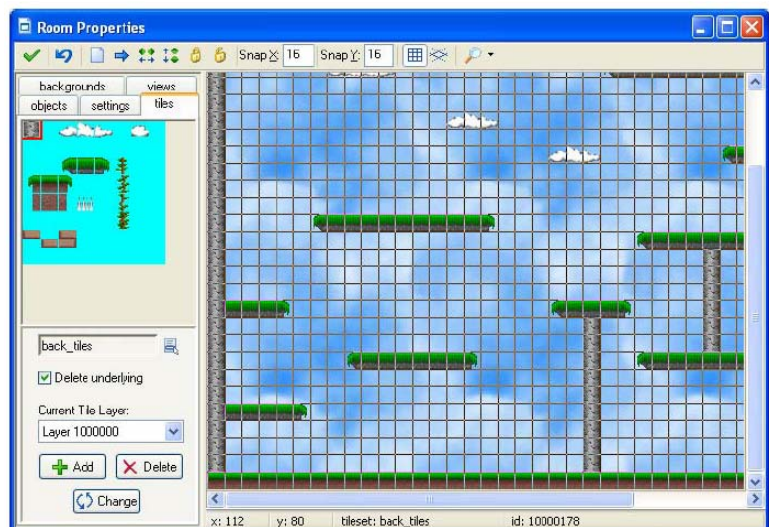 Room Properties
Snap X: 16 Snap Y: 16
backgrounds views
objects settings tiles
back_tiles
Delete underlying
Current Tile Layer:
Layer 1000000
Add Delete
Change
x: 112 y: 80 tileset: back_tiles id: 10000178